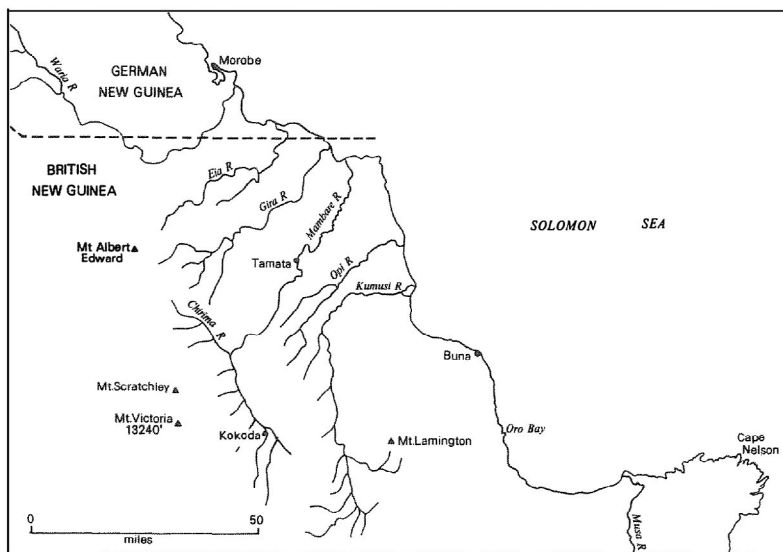 Morobe
Waria R
GERMAN
NEW GUINEA
BRITISH
NEW GUINEA
Eia R
Gira R
Mambare R
SOLOMON SEA
Mt Albert
Edward
Tamata
Opi R
Kumusi R
Chirima R
Buna
Mt.Scratchley
Mt.Victoria
13240'
Kokoda
Mt.Lamington
Oro Bay
Cape
Nelson
Musa R
0 50
miles